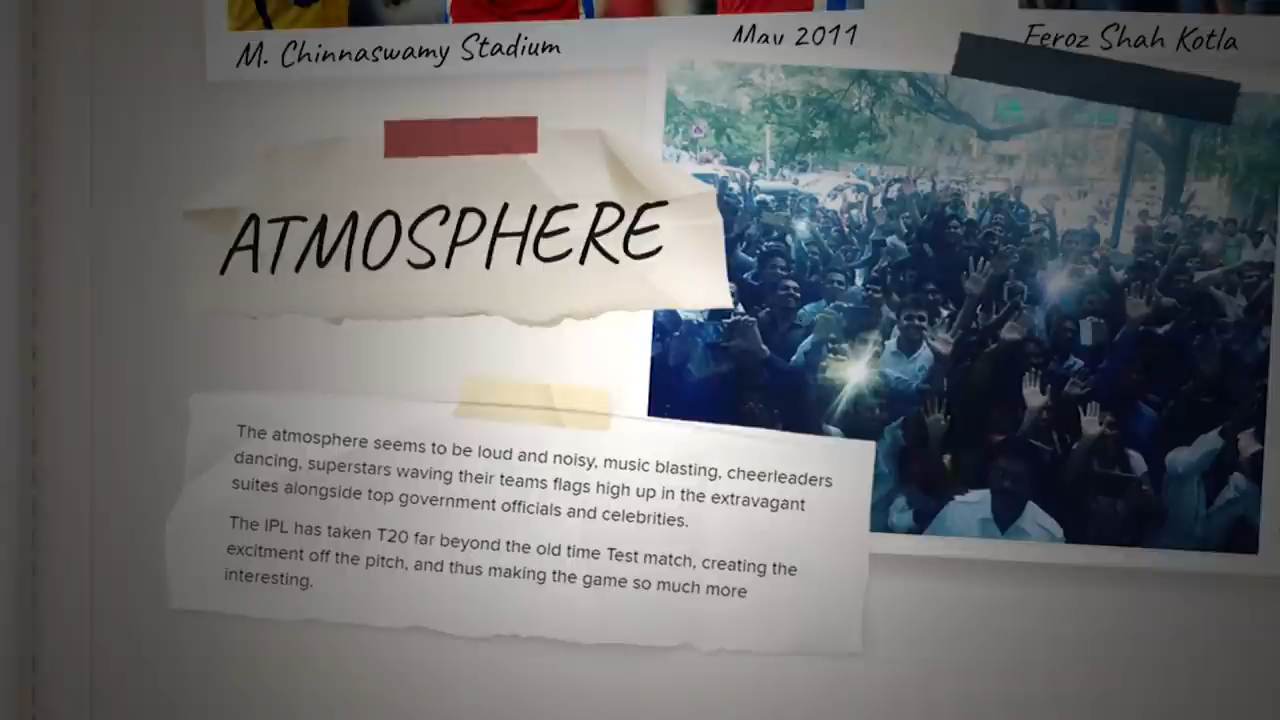 M. Chinnaswamy Stadium
May 2011
Feroz Shah Kotla
ATMOSPHERE
The atmosphere seems to be loud and noisy, music blasting, cheerleaders
dancing, superstars waving their teams flags high up in the extravagant
suites alongside top government officials and celebrities.
The IPL has taken T20 far beyond the old time Test match, creating the
excitment off the pitch, and thus making the game so much more
interesting.